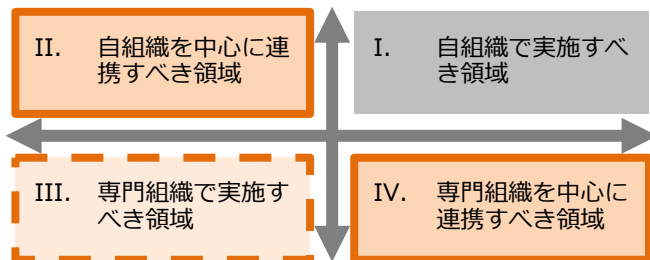 II. 自組織を中心に連
携すべき領域
I. 自組織で実施すべ
き領域
III. 専門組織で実施す
べき領域
IV. 専門組織を中心に
連携すべき領域